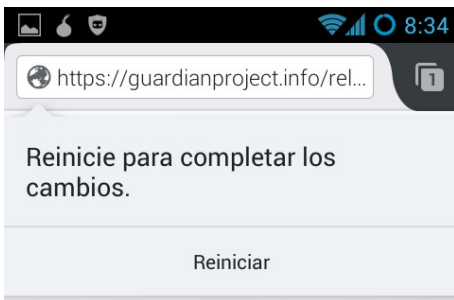 8:34
https://guardianproject.info/rel...
1
Reinicie para completar los
cambios.
Reiniciar